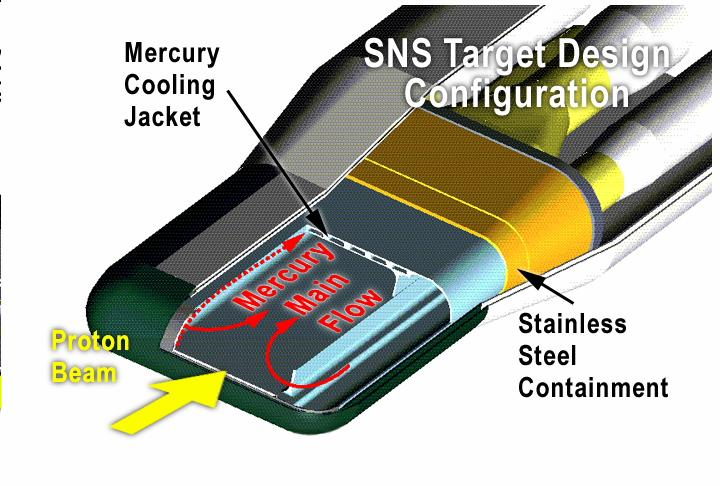 SNS Target Design
Configuration
Mercury
Cooling
Jacket
Mercury
Main
Flow
Proton
Beam
Stainless
Steel
Containment